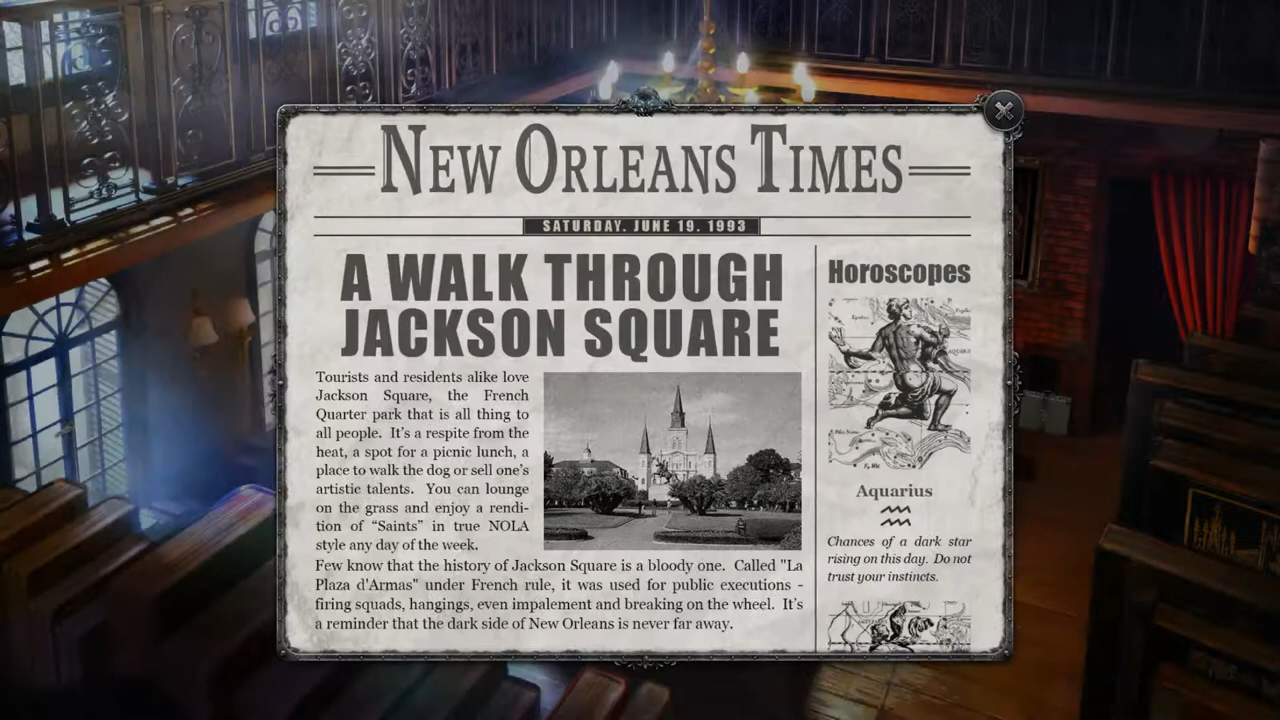 NEW ORLEANS TIMES
SATURDAY. JUNE 19. 1993
A WALK THROUGH
JACKSON SQUARE
Tourists and residents alike love
Jackson Square, the French
Quarter park that is all thing to
all people. It's a respite from the
heat, a spot for a picnic lunch, a
place to walk the dog or sell one's
artistic talents. You can lounge
on the grass and enjoy a rendi-
tion of “Saints” in true NOLA
style any day of the week.
Few know that the history of Jackson Square is a bloody one. Called "La
Plaza d'Armas" under French rule, it was used for public executions -
firing squads, hangings, even impalement and breaking on the wheel. It's
a reminder that the dark side of New Orleans is never far away.
Horoscopes
Aquarius
Chances of a dark star
rising on this day. Do not
trust your instincts.